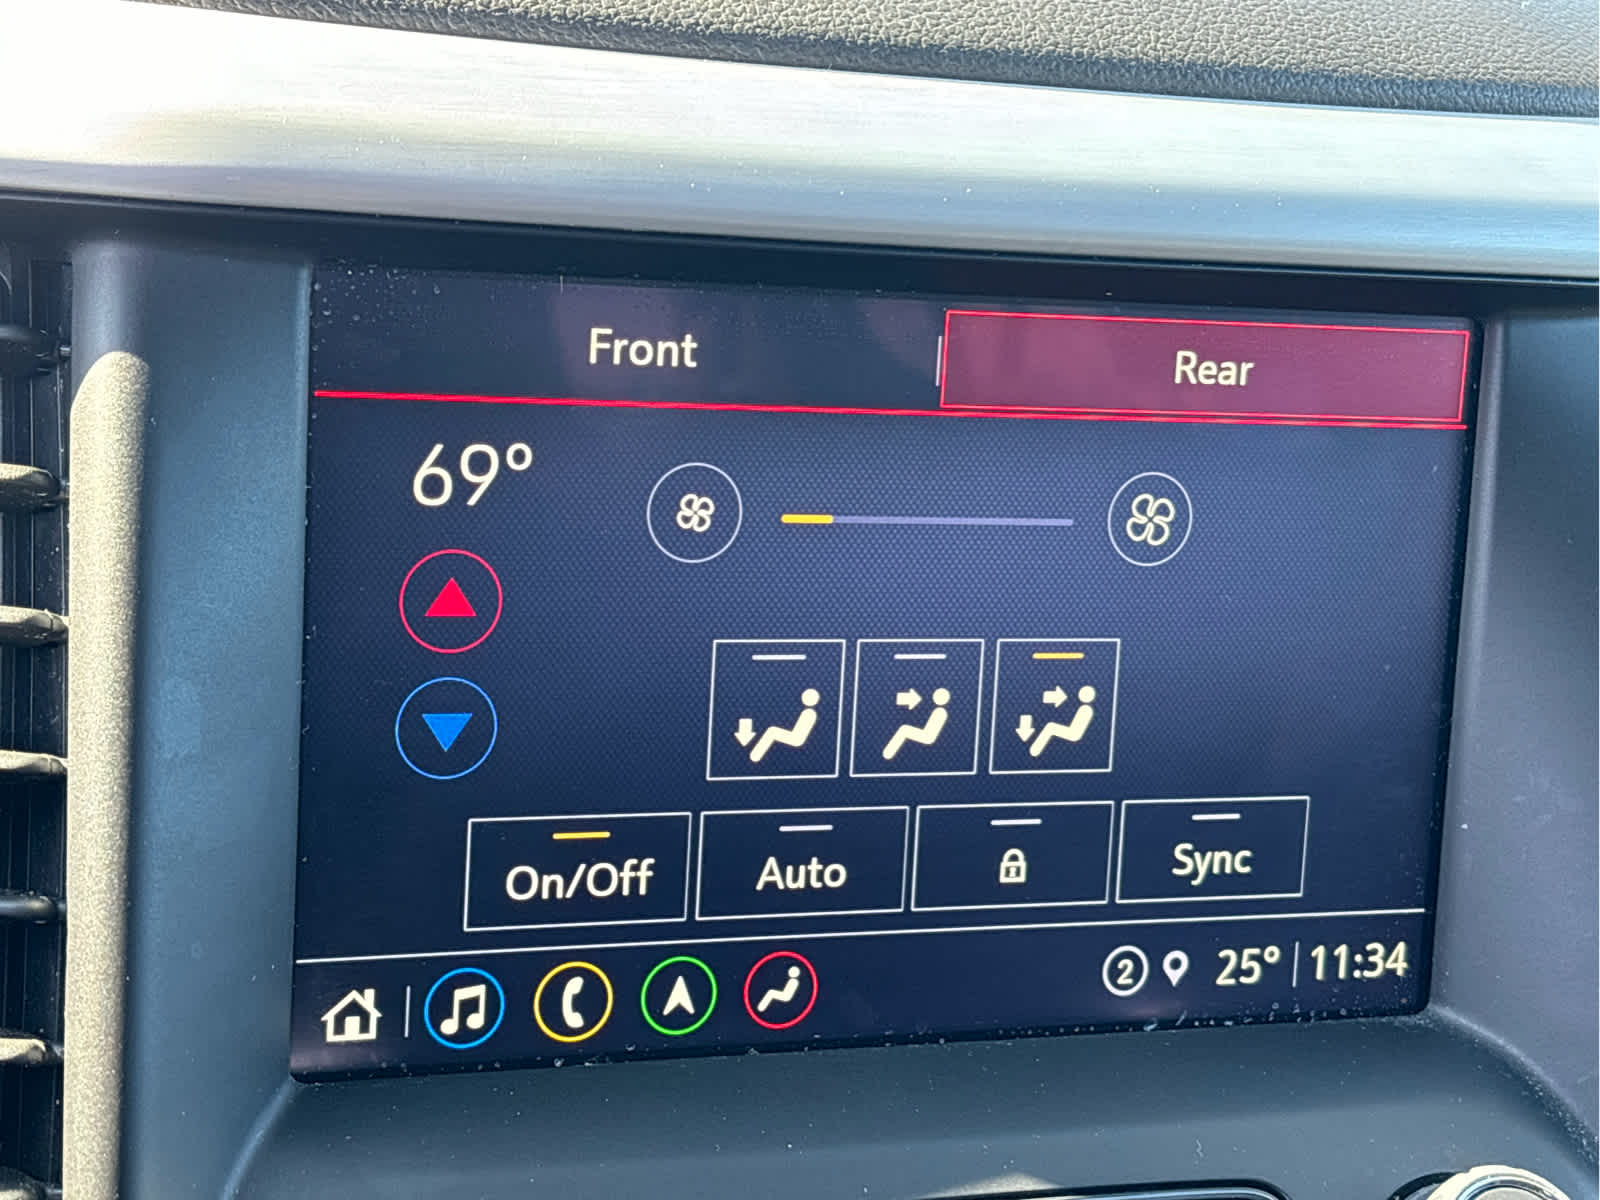 Front
Rear
69°
On/Off
Auto
Sync
2
25°
11:34